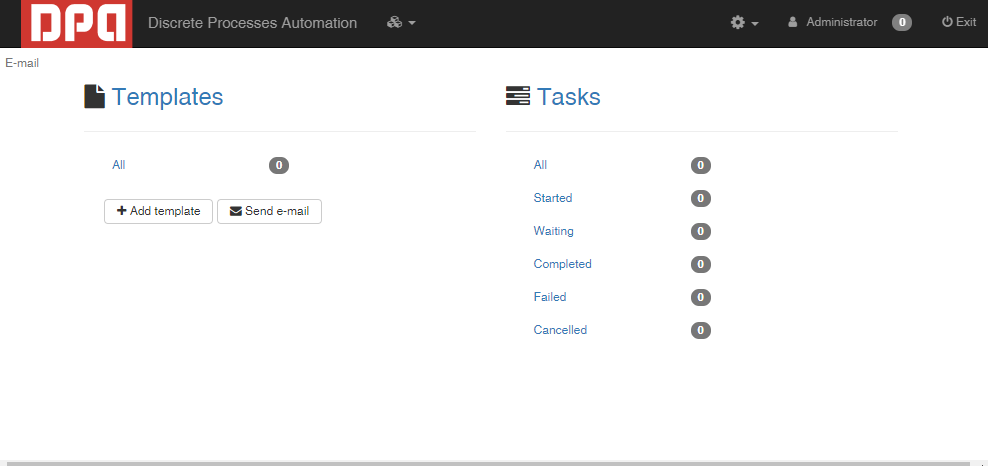 DPA Discrete Processes Automation Administrator 0 Exit
E-mail
Templates
All 0
Add template Send e-mail
Tasks
All 0
Started 0
Waiting 0
Completed 0
Failed 0
Cancelled 0